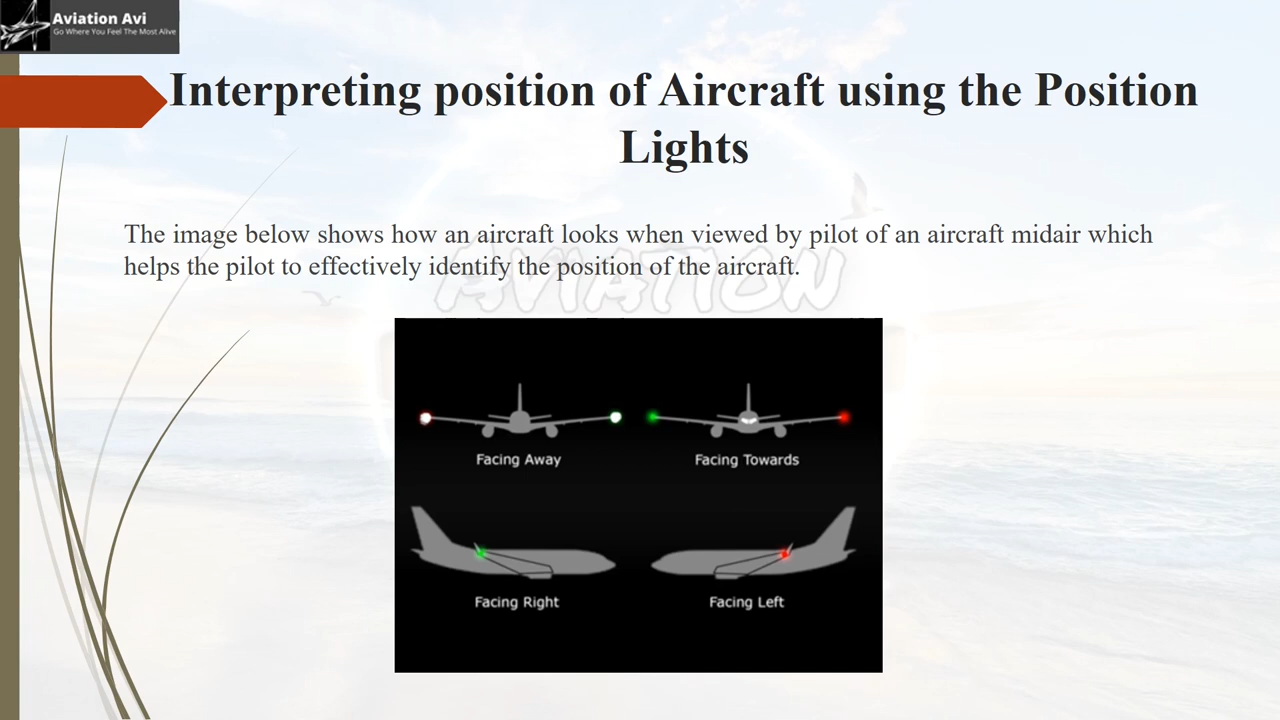 Aviation Avi
Go Where You Feel The Most Alive
Interpreting position of Aircraft using the Position
Lights
The image below shows how an aircraft looks when viewed by pilot of an aircraft midair which
helps the pilot to effectively identify the position of the aircraft.
AVIATION
Facing Away
Facing Towards
Facing Right
Facing Left